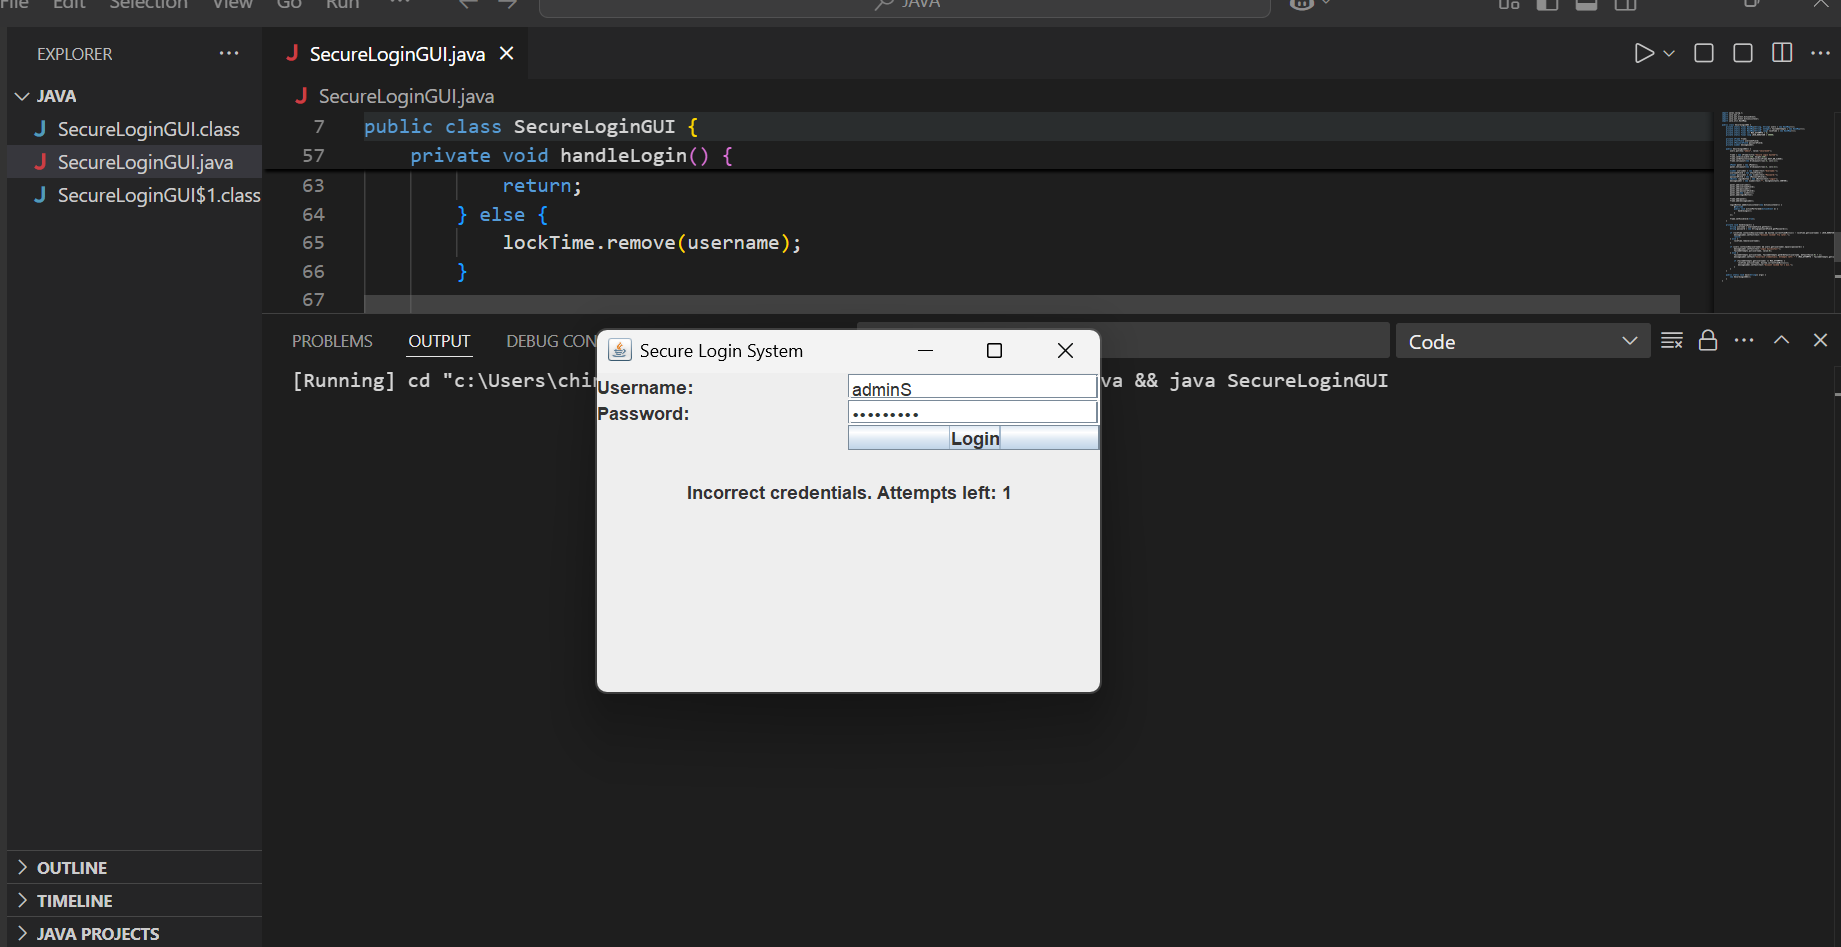 File Edit Selection View Go Run ··· JAVA
EXPLORER ···
JAVA
J SecureLoginGUI.class
J SecureLoginGUI.java
J SecureLoginGUI$1.class
OUTLINE
TIMELINE
JAVA PROJECTS
J SecureLoginGUI.java
J SecureLoginGUI.java
7 public class SecureLoginGUI {
57 private void handleLogin() {
63 return;
64 } else {
65 lockTime.remove(username);
66 }
67
PROBLEMS OUTPUT DEBUG CON
Code
[Running] cd "c:\Users\chi
va && java SecureLoginGUI
Secure Login System
Username: adminS
Password: •••••••••
Login
Incorrect credentials. Attempts left: 1